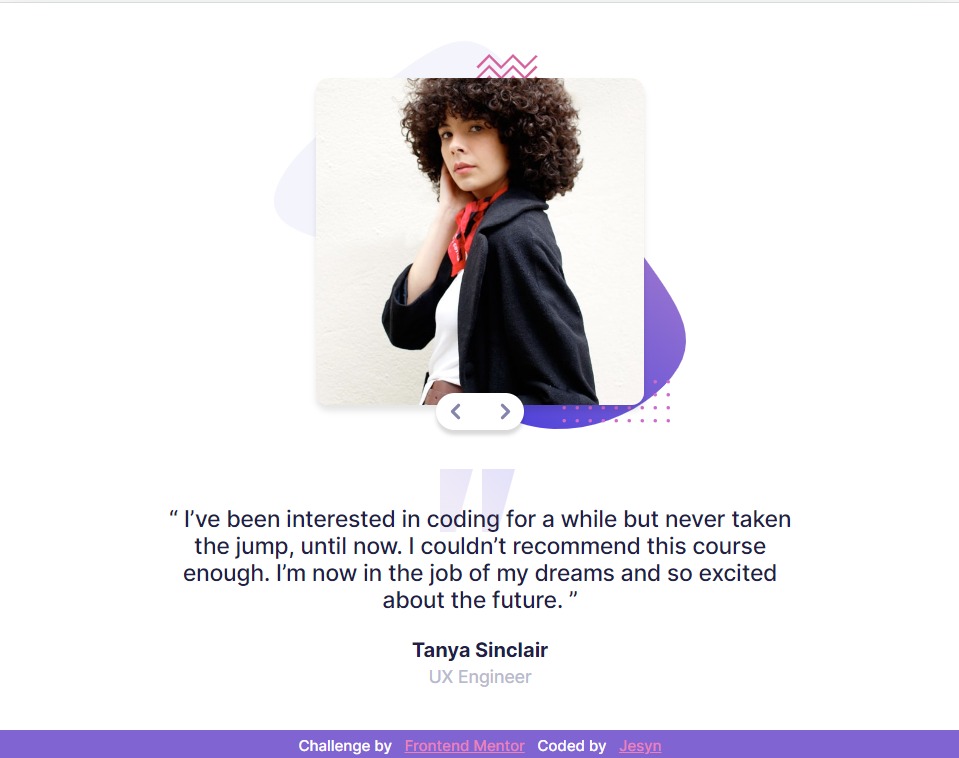 “ I’ve been interested in coding for a while but never taken
the jump, until now. I couldn’t recommend this course
enough. I’m now in the job of my dreams and so excited
about the future. ”
Tanya Sinclair
UX Engineer
Challenge by Frontend Mentor Coded by Jesyn